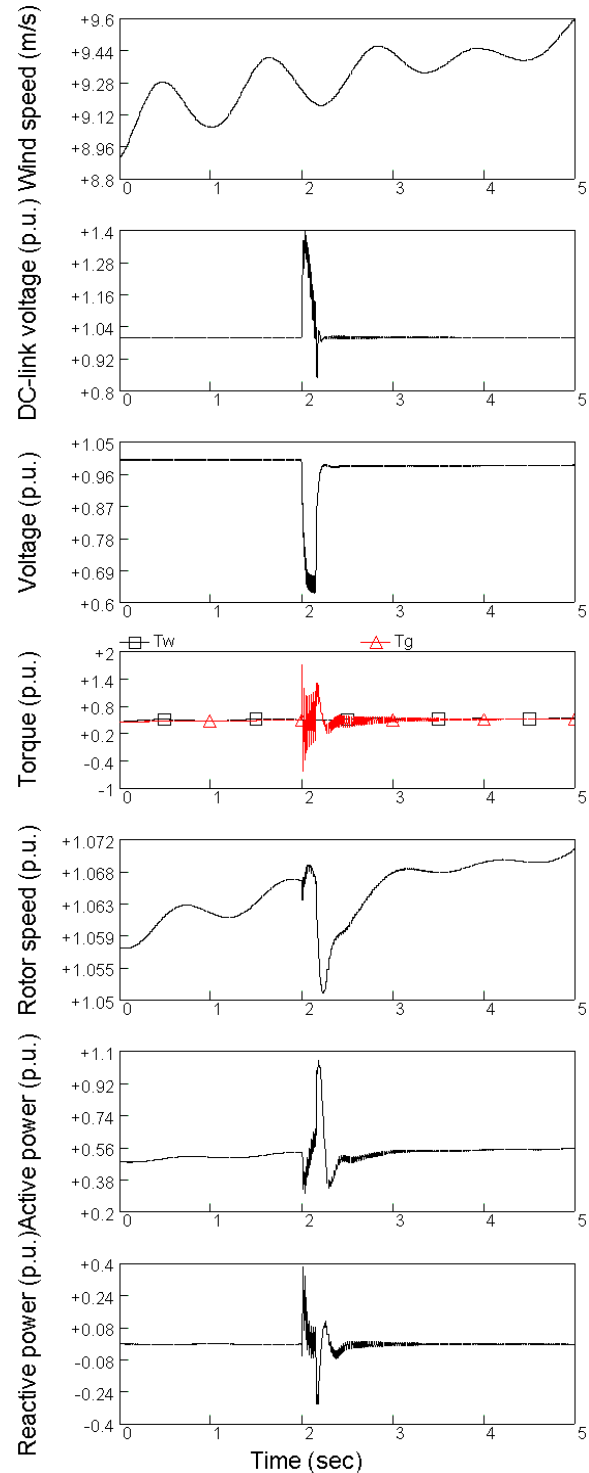 Wind speed (m/s)
+9.6
+9.44
+9.28
+9.12
+8.96
+8.8
0 1 2 3 4 5
DC-link voltage (p.u.)
+1.4
+1.28
+1.16
+1.04
+0.92
+0.8
0 1 2 3 4 5
Voltage (p.u.)
+1.05
+0.96
+0.87
+0.78
+0.69
+0.6
0 1 2 3 4 5
Tw Tg
Torque (p.u.)
+2
+1.4
+0.8
+0.2
-0.4
-1
0 1 2 3 4 5
Rotor speed (p.u.)
+1.072
+1.068
+1.063
+1.059
+1.055
+1.05
0 1 2 3 4 5
Active power (p.u.)
+1.1
+0.92
+0.74
+0.56
+0.38
+0.2
0 1 2 3 4 5
Reactive power (p.u.)
+0.4
+0.24
+0.08
-0.08
-0.24
-0.4
0 1 2 3 4 5
Time (sec)